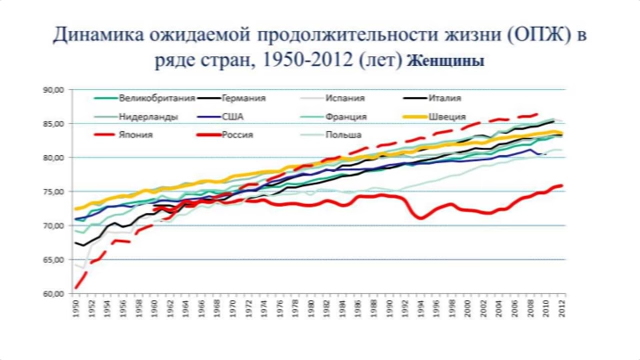 Динамика ожидаемой продолжительности жизни (ОПЖ) в
ряде стран, 1950-2012 (лет) Женщины
90,00
Великобритания Германия Испания Италия
Нидерланды США Франция Швеция
85,00
Япония Россия Польша
80,00
75,00
70,00
65,00
60,00
1950 1952 1954 1956 1958 1960 1962 1964 1966 1968 1970 1972 1974 1976 1978 1980 1982 1984 1986 1988 1990 1992 1994 1996 1998 2000 2002 2004 2006 2008 2010 2012